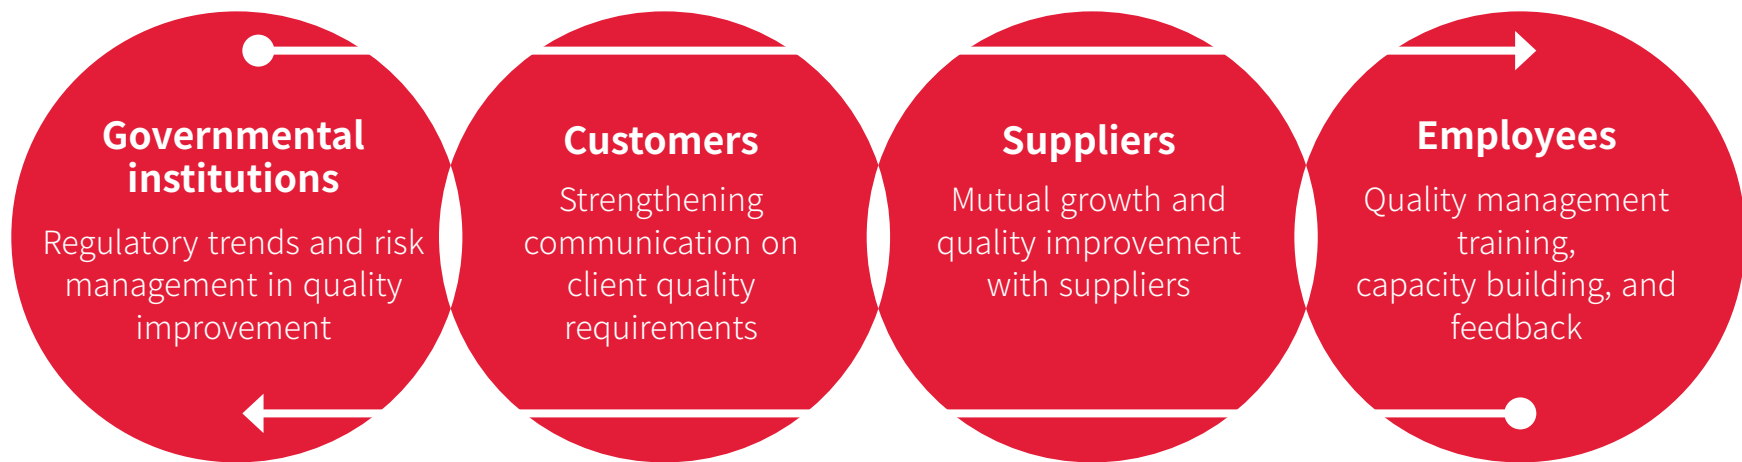 Governmental
institutions
Regulatory trends and risk
management in quality
improvement
Customers
Strengthening
communication on
client quality
requirements
Suppliers
Mutual growth and
quality improvement
with suppliers
Employees
Quality management
training,
capacity building, and
feedback